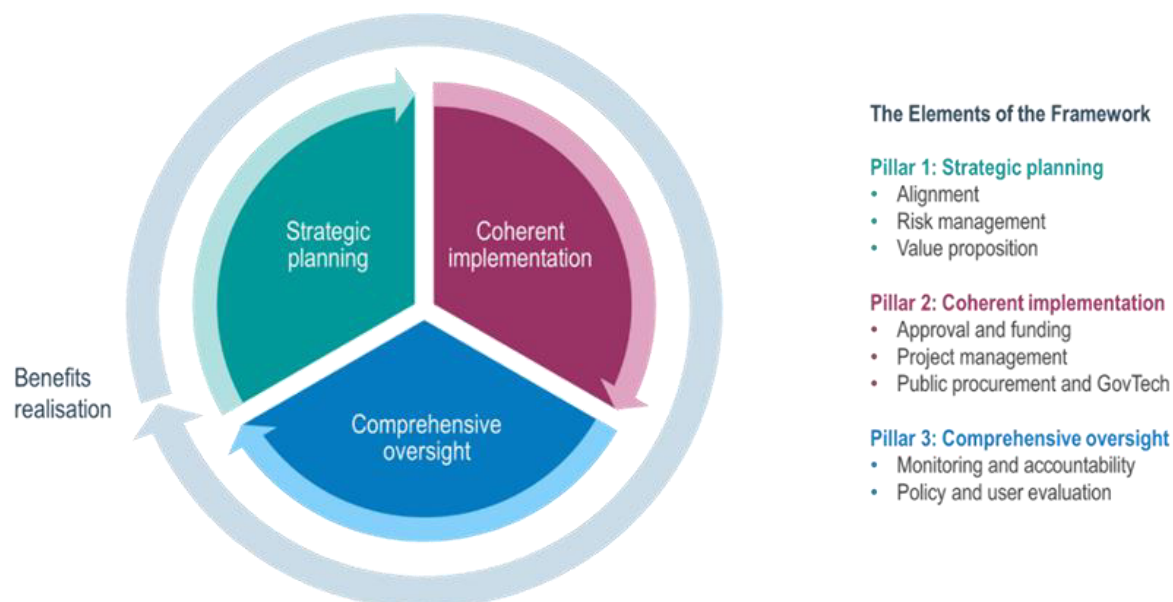 Strategic
planning
Coherent
implementation
Comprehensive
oversight
Benefits
realisation
The Elements of the Framework
Pillar 1: Strategic planning
• Alignment
• Risk management
• Value proposition
Pillar 2: Coherent implementation
• Approval and funding
• Project management
• Public procurement and GovTech
Pillar 3: Comprehensive oversight
• Monitoring and accountability
• Policy and user evaluation